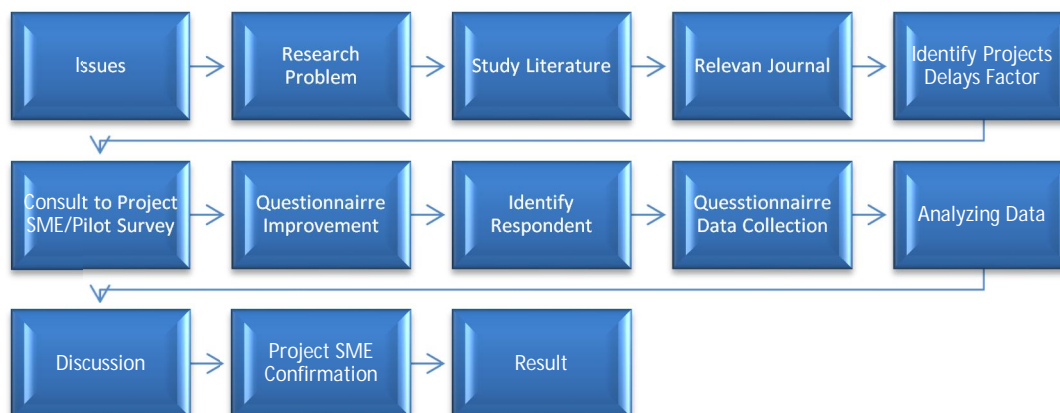 Issues
Research
Problem
Study Literature
Relevan Journal
Identify Projects
Delays Factor
Consult to Project
SME/Pilot Survey
Questionnairre
Improvement
Identify
Respondent
Quesstionnairre
Data Collection
Analyzing Data
Discussion
Project SME
Confirmation
Result